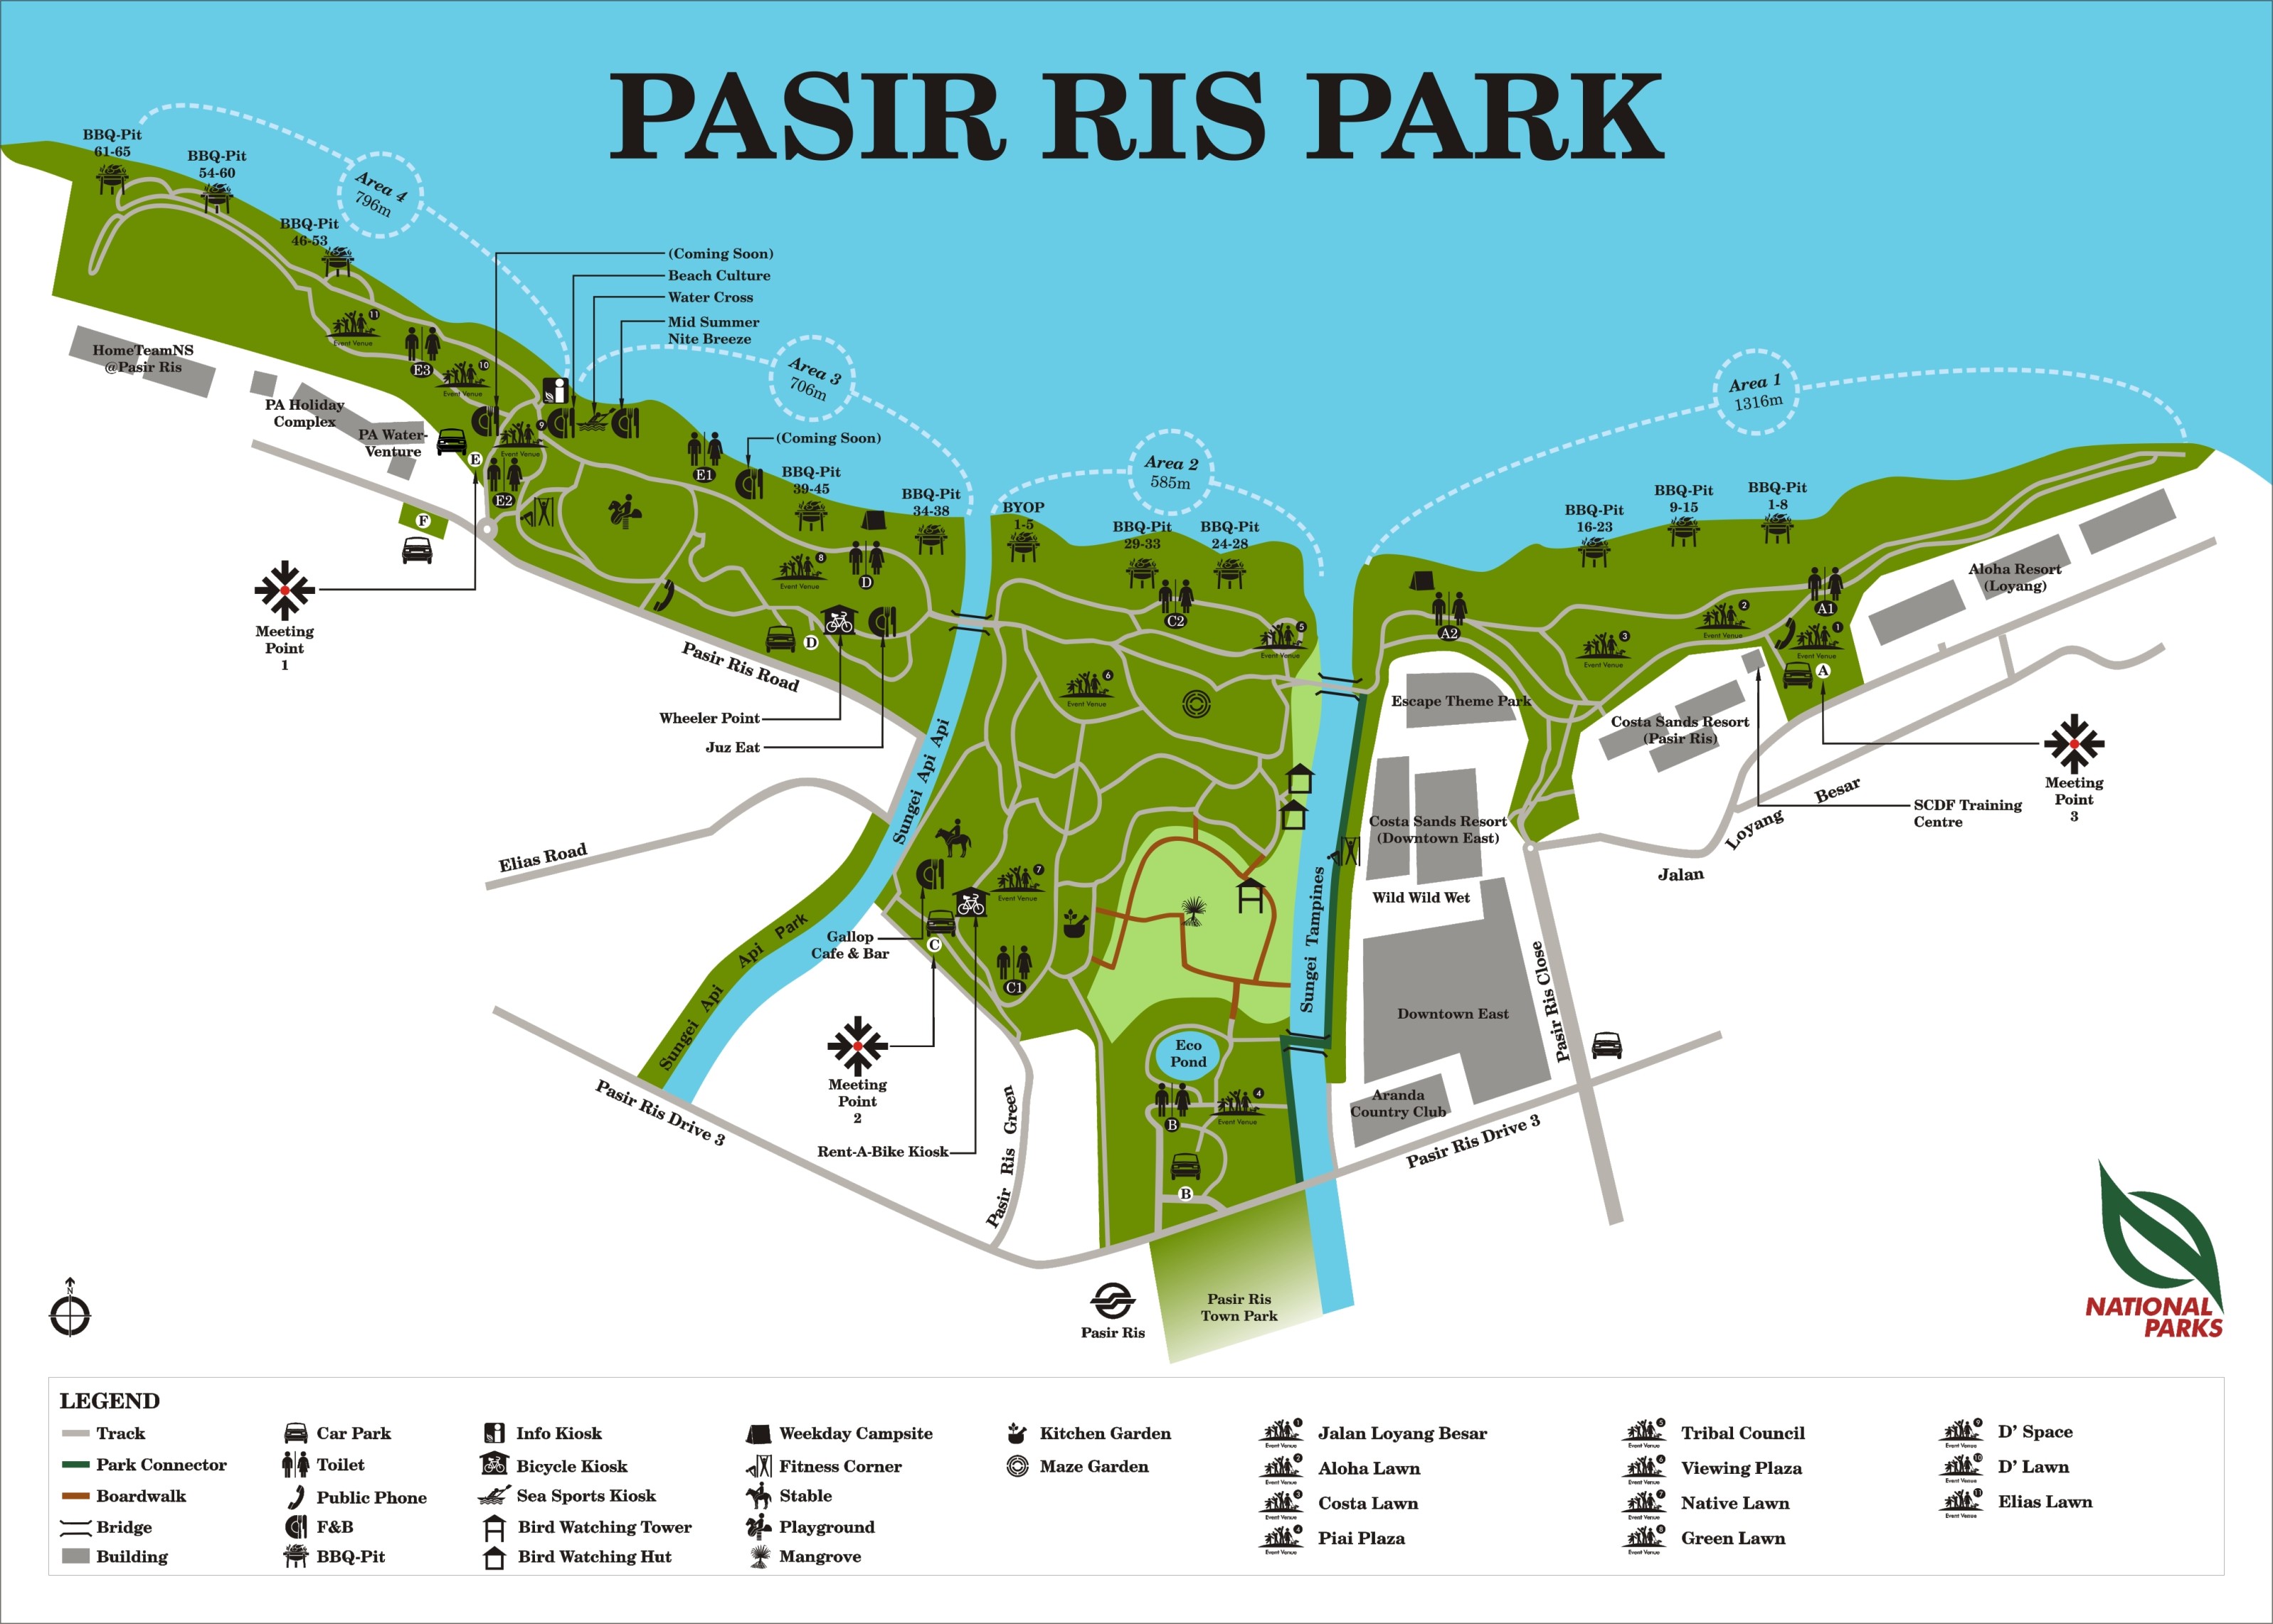 PASIR RIS PARK
BBQ-Pit
61-65
BBQ-Pit
54-60
BBQ-Pit
46-53
Area 4
796m
(Coming Soon)
Beach Culture
Water Cross
Mid Summer
Nite Breeze
Area 3
706m
Area 2
585m
Area 1
1316m
HomeTeamNS
@Pasir Ris
PA Holiday
Complex
PA Water-
Venture
11
Event Venue
E3
10
Event Venue
9
Event Venue
E
E2
F
E1
(Coming Soon)
BBQ-Pit
39-45
BBQ-Pit
34-38
BYOP
1-5
BBQ-Pit
29-33
BBQ-Pit
24-28
BBQ-Pit
16-23
BBQ-Pit
9-15
BBQ-Pit
1-8
Aloha Resort
(Loyang)
8
Event Venue
D
D
C2
5
Event Venue
A2
3
Event Venue
2
Event Venue
A1
1
Event Venue
A
Meeting
Point
1
Pasir Ris Road
Wheeler Point
Juz Eat
6
Event Venue
Escape Theme Park
Costa Sands Resort
(Pasir Ris)
Meeting
Point
3
SCDF Training
Centre
Sungei Api Api
Elias Road
Costa Sands Resort
(Downtown East)
Wild Wild Wet
Jalan Loyang Besar
7
Event Venue
Gallop
Cafe & Bar
C
C1
Sungei Api Api Park
Sungei Tampines
Downtown East
Pasir Ris Close
Meeting
Point
2
Eco
Pond
B
4
Event Venue
B
Aranda
Country Club
Pasir Ris Drive 3
Pasir Ris Drive 3
Rent-A-Bike Kiosk
Pasir Ris Green
N
Pasir Ris
Pasir Ris
Town Park
NATIONAL
PARKS
LEGEND
Track
Park Connector
Boardwalk
Bridge
Building
Car Park
Toilet
Public Phone
F&B
BBQ-Pit
Info Kiosk
Bicycle Kiosk
Sea Sports Kiosk
Bird Watching Tower
Bird Watching Hut
Weekday Campsite
Fitness Corner
Stable
Playground
Mangrove
Kitchen Garden
Maze Garden
1
Event Venue
Jalan Loyang Besar
2
Event Venue
Aloha Lawn
3
Event Venue
Costa Lawn
4
Event Venue
Piai Plaza
5
Event Venue
Tribal Council
6
Event Venue
Viewing Plaza
7
Event Venue
Native Lawn
8
Event Venue
Green Lawn
9
Event Venue
D' Space
10
Event Venue
D' Lawn
11
Event Venue
Elias Lawn